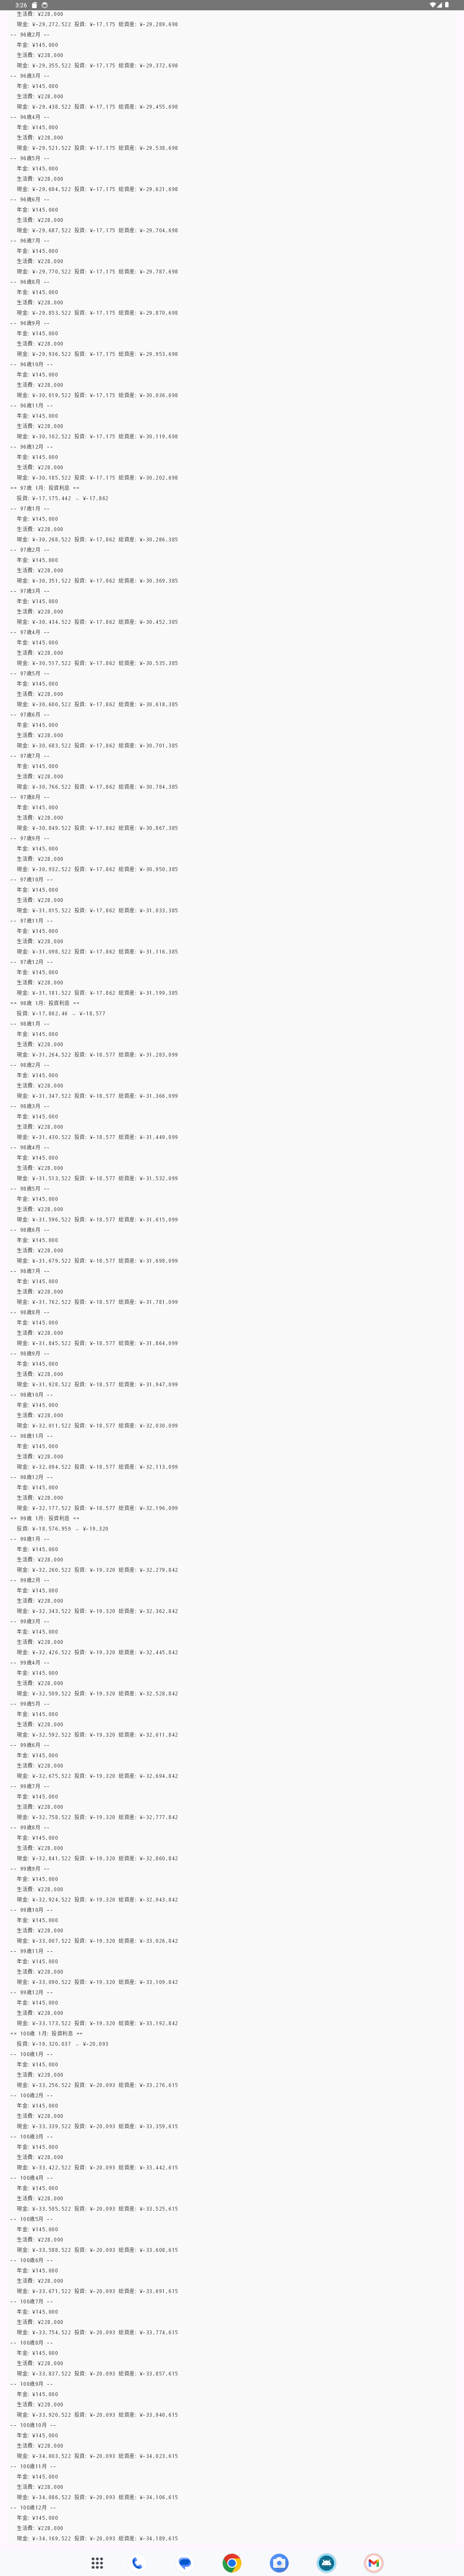 3:26
生活費: ¥228,000
現金: ¥-29,272,522 投資: ¥-17,175 総資産: ¥-29,289,698
-- 96歳2月 --
年金: ¥145,000
生活費: ¥228,000
現金: ¥-29,355,522 投資: ¥-17,175 総資産: ¥-29,372,698
-- 96歳3月 --
年金: ¥145,000
生活費: ¥228,000
現金: ¥-29,438,522 投資: ¥-17,175 総資産: ¥-29,455,698
-- 96歳4月 --
年金: ¥145,000
生活費: ¥228,000
現金: ¥-29,521,522 投資: ¥-17,175 総資産: ¥-29,538,698
-- 96歳5月 --
年金: ¥145,000
生活費: ¥228,000
現金: ¥-29,604,522 投資: ¥-17,175 総資産: ¥-29,621,698
-- 96歳6月 --
年金: ¥145,000
生活費: ¥228,000
現金: ¥-29,687,522 投資: ¥-17,175 総資産: ¥-29,704,698
-- 96歳7月 --
年金: ¥145,000
生活費: ¥228,000
現金: ¥-29,770,522 投資: ¥-17,175 総資産: ¥-29,787,698
-- 96歳8月 --
年金: ¥145,000
生活費: ¥228,000
現金: ¥-29,853,522 投資: ¥-17,175 総資産: ¥-29,870,698
-- 96歳9月 --
年金: ¥145,000
生活費: ¥228,000
現金: ¥-29,936,522 投資: ¥-17,175 総資産: ¥-29,953,698
-- 96歳10月 --
年金: ¥145,000
生活費: ¥228,000
現金: ¥-30,019,522 投資: ¥-17,175 総資産: ¥-30,036,698
-- 96歳11月 --
年金: ¥145,000
生活費: ¥228,000
現金: ¥-30,102,522 投資: ¥-17,175 総資産: ¥-30,119,698
-- 96歳12月 --
年金: ¥145,000
生活費: ¥228,000
現金: ¥-30,185,522 投資: ¥-17,175 総資産: ¥-30,202,698
== 97歳 1月: 投資利息 ==
投資: ¥-17,175.442 → ¥-17,862
-- 97歳1月 --
年金: ¥145,000
生活費: ¥228,000
現金: ¥-30,268,522 投資: ¥-17,862 総資産: ¥-30,286,385
-- 97歳2月 --
年金: ¥145,000
生活費: ¥228,000
現金: ¥-30,351,522 投資: ¥-17,862 総資産: ¥-30,369,385
-- 97歳3月 --
年金: ¥145,000
生活費: ¥228,000
現金: ¥-30,434,522 投資: ¥-17,862 総資産: ¥-30,452,385
-- 97歳4月 --
年金: ¥145,000
生活費: ¥228,000
現金: ¥-30,517,522 投資: ¥-17,862 総資産: ¥-30,535,385
-- 97歳5月 --
年金: ¥145,000
生活費: ¥228,000
現金: ¥-30,600,522 投資: ¥-17,862 総資産: ¥-30,618,385
-- 97歳6月 --
年金: ¥145,000
生活費: ¥228,000
現金: ¥-30,683,522 投資: ¥-17,862 総資産: ¥-30,701,385
-- 97歳7月 --
年金: ¥145,000
生活費: ¥228,000
現金: ¥-30,766,522 投資: ¥-17,862 総資産: ¥-30,784,385
-- 97歳8月 --
年金: ¥145,000
生活費: ¥228,000
現金: ¥-30,849,522 投資: ¥-17,862 総資産: ¥-30,867,385
-- 97歳9月 --
年金: ¥145,000
生活費: ¥228,000
現金: ¥-30,932,522 投資: ¥-17,862 総資産: ¥-30,950,385
-- 97歳10月 --
年金: ¥145,000
生活費: ¥228,000
現金: ¥-31,015,522 投資: ¥-17,862 総資産: ¥-31,033,385
-- 97歳11月 --
年金: ¥145,000
生活費: ¥228,000
現金: ¥-31,098,522 投資: ¥-17,862 総資産: ¥-31,116,385
-- 97歳12月 --
年金: ¥145,000
生活費: ¥228,000
現金: ¥-31,181,522 投資: ¥-17,862 総資産: ¥-31,199,385
== 98歳 1月: 投資利息 ==
投資: ¥-17,862.46 → ¥-18,577
-- 98歳1月 --
年金: ¥145,000
生活費: ¥228,000
現金: ¥-31,264,522 投資: ¥-18,577 総資産: ¥-31,283,099
-- 98歳2月 --
年金: ¥145,000
生活費: ¥228,000
現金: ¥-31,347,522 投資: ¥-18,577 総資産: ¥-31,366,099
-- 98歳3月 --
年金: ¥145,000
生活費: ¥228,000
現金: ¥-31,430,522 投資: ¥-18,577 総資産: ¥-31,449,099
-- 98歳4月 --
年金: ¥145,000
生活費: ¥228,000
現金: ¥-31,513,522 投資: ¥-18,577 総資産: ¥-31,532,099
-- 98歳5月 --
年金: ¥145,000
生活費: ¥228,000
現金: ¥-31,596,522 投資: ¥-18,577 総資産: ¥-31,615,099
-- 98歳6月 --
年金: ¥145,000
生活費: ¥228,000
現金: ¥-31,679,522 投資: ¥-18,577 総資産: ¥-31,698,099
-- 98歳7月 --
年金: ¥145,000
生活費: ¥228,000
現金: ¥-31,762,522 投資: ¥-18,577 総資産: ¥-31,781,099
-- 98歳8月 --
年金: ¥145,000
生活費: ¥228,000
現金: ¥-31,845,522 投資: ¥-18,577 総資産: ¥-31,864,099
-- 98歳9月 --
年金: ¥145,000
生活費: ¥228,000
現金: ¥-31,928,522 投資: ¥-18,577 総資産: ¥-31,947,099
-- 98歳10月 --
年金: ¥145,000
生活費: ¥228,000
現金: ¥-32,011,522 投資: ¥-18,577 総資産: ¥-32,030,099
-- 98歳11月 --
年金: ¥145,000
生活費: ¥228,000
現金: ¥-32,094,522 投資: ¥-18,577 総資産: ¥-32,113,099
-- 98歳12月 --
年金: ¥145,000
生活費: ¥228,000
現金: ¥-32,177,522 投資: ¥-18,577 総資産: ¥-32,196,099
== 99歳 1月: 投資利息 ==
投資: ¥-18,576.959 → ¥-19,320
-- 99歳1月 --
年金: ¥145,000
生活費: ¥228,000
現金: ¥-32,260,522 投資: ¥-19,320 総資産: ¥-32,279,842
-- 99歳2月 --
年金: ¥145,000
生活費: ¥228,000
現金: ¥-32,343,522 投資: ¥-19,320 総資産: ¥-32,362,842
-- 99歳3月 --
年金: ¥145,000
生活費: ¥228,000
現金: ¥-32,426,522 投資: ¥-19,320 総資産: ¥-32,445,842
-- 99歳4月 --
年金: ¥145,000
生活費: ¥228,000
現金: ¥-32,509,522 投資: ¥-19,320 総資産: ¥-32,528,842
-- 99歳5月 --
年金: ¥145,000
生活費: ¥228,000
現金: ¥-32,592,522 投資: ¥-19,320 総資産: ¥-32,611,842
-- 99歳6月 --
年金: ¥145,000
生活費: ¥228,000
現金: ¥-32,675,522 投資: ¥-19,320 総資産: ¥-32,694,842
-- 99歳7月 --
年金: ¥145,000
生活費: ¥228,000
現金: ¥-32,758,522 投資: ¥-19,320 総資産: ¥-32,777,842
-- 99歳8月 --
年金: ¥145,000
生活費: ¥228,000
現金: ¥-32,841,522 投資: ¥-19,320 総資産: ¥-32,860,842
-- 99歳9月 --
年金: ¥145,000
生活費: ¥228,000
現金: ¥-32,924,522 投資: ¥-19,320 総資産: ¥-32,943,842
-- 99歳10月 --
年金: ¥145,000
生活費: ¥228,000
現金: ¥-33,007,522 投資: ¥-19,320 総資産: ¥-33,026,842
-- 99歳11月 --
年金: ¥145,000
生活費: ¥228,000
現金: ¥-33,090,522 投資: ¥-19,320 総資産: ¥-33,109,842
-- 99歳12月 --
年金: ¥145,000
生活費: ¥228,000
現金: ¥-33,173,522 投資: ¥-19,320 総資産: ¥-33,192,842
== 100歳 1月: 投資利息 ==
投資: ¥-19,320.037 → ¥-20,093
-- 100歳1月 --
年金: ¥145,000
生活費: ¥228,000
現金: ¥-33,256,522 投資: ¥-20,093 総資産: ¥-33,276,615
-- 100歳2月 --
年金: ¥145,000
生活費: ¥228,000
現金: ¥-33,339,522 投資: ¥-20,093 総資産: ¥-33,359,615
-- 100歳3月 --
年金: ¥145,000
生活費: ¥228,000
現金: ¥-33,422,522 投資: ¥-20,093 総資産: ¥-33,442,615
-- 100歳4月 --
年金: ¥145,000
生活費: ¥228,000
現金: ¥-33,505,522 投資: ¥-20,093 総資産: ¥-33,525,615
-- 100歳5月 --
年金: ¥145,000
生活費: ¥228,000
現金: ¥-33,588,522 投資: ¥-20,093 総資産: ¥-33,608,615
-- 100歳6月 --
年金: ¥145,000
生活費: ¥228,000
現金: ¥-33,671,522 投資: ¥-20,093 総資産: ¥-33,691,615
-- 100歳7月 --
年金: ¥145,000
生活費: ¥228,000
現金: ¥-33,754,522 投資: ¥-20,093 総資産: ¥-33,774,615
-- 100歳8月 --
年金: ¥145,000
生活費: ¥228,000
現金: ¥-33,837,522 投資: ¥-20,093 総資産: ¥-33,857,615
-- 100歳9月 --
年金: ¥145,000
生活費: ¥228,000
現金: ¥-33,920,522 投資: ¥-20,093 総資産: ¥-33,940,615
-- 100歳10月 --
年金: ¥145,000
生活費: ¥228,000
現金: ¥-34,003,522 投資: ¥-20,093 総資産: ¥-34,023,615
-- 100歳11月 --
年金: ¥145,000
生活費: ¥228,000
現金: ¥-34,086,522 投資: ¥-20,093 総資産: ¥-34,106,615
-- 100歳12月 --
年金: ¥145,000
生活費: ¥228,000
現金: ¥-34,169,522 投資: ¥-20,093 総資産: ¥-34,189,615